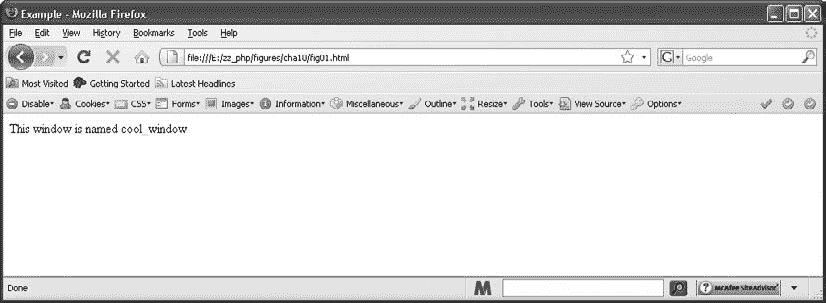 Example - Mozilla Firefox
File Edit View History Bookmarks Tools Help
file:///E:/zz_php/figures/cha10/fig01.html
G Google
Most Visited Getting Started Latest Headlines
Disable Cookies CSS Forms Images Information Miscellaneous Outline Resize Tools View Source Options
This window is named cool_window
Done M ? McAfee SiteAdvisor